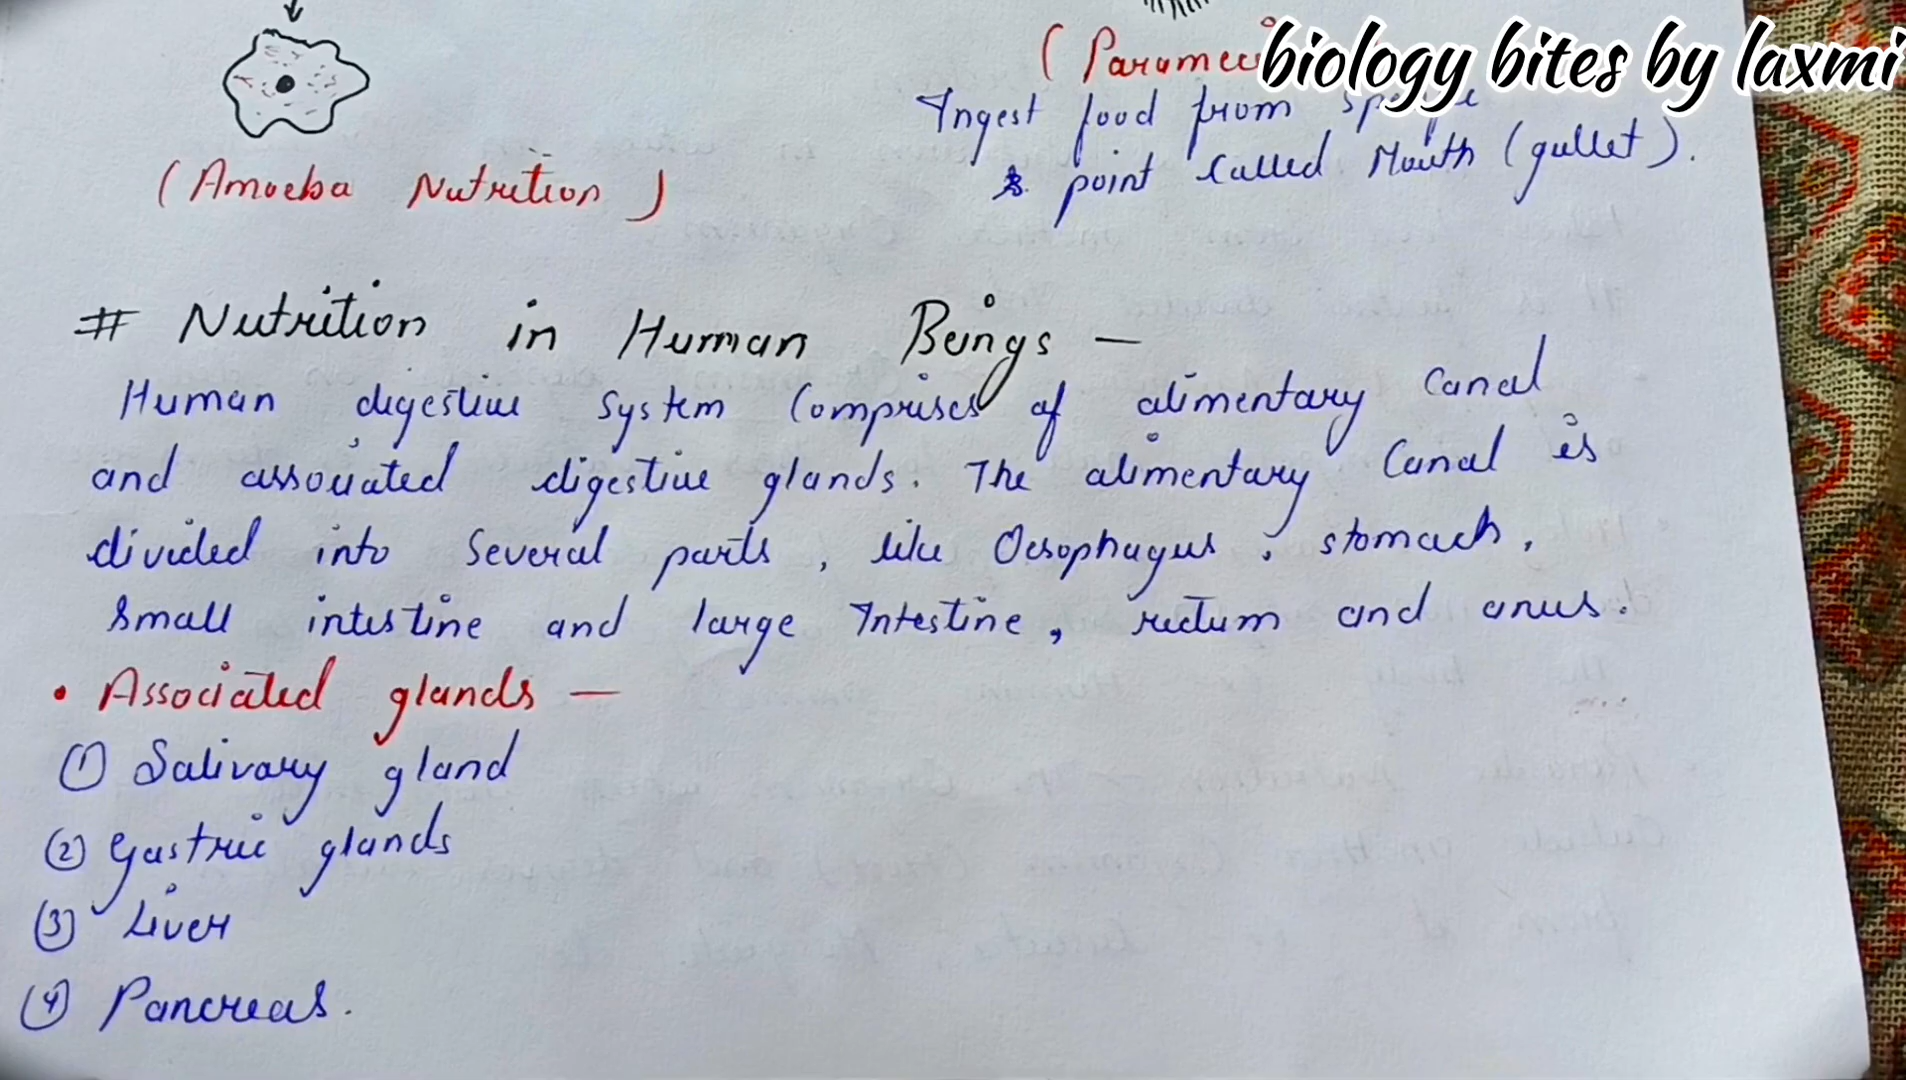 biology bites by laxmi
(Amoeba Nutrition)
Ingest food from
point called Mouth (gullet).
# Nutrition in Human Beings —
Human digestive system comprises of alimentary canal
and associated digestive glands. The alimentary canal is
divided into several parts, like Oesophagus, stomach,
small intestine and large Intestine, rectum and anus.
• Associated glands —
① Salivary gland
② Gastric glands
③ Liver
④ Pancreas.